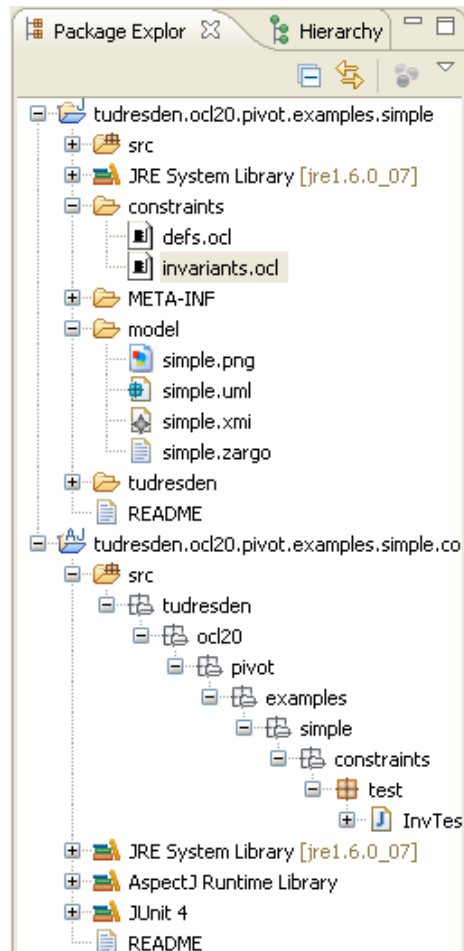 Package Explor Hierarchy
tudresden.ocl20.pivot.examples.simple
src
JRE System Library [jre1.6.0_07]
constraints
defs.ocl
invariants.ocl
META-INF
model
simple.png
simple.uml
simple.xmi
simple.zargo
tudresden
README
tudresden.ocl20.pivot.examples.simple.co
src
tudresden
ocl20
pivot
examples
simple
constraints
test
InvTes
JRE System Library [jre1.6.0_07]
AspectJ Runtime Library
JUnit 4
README